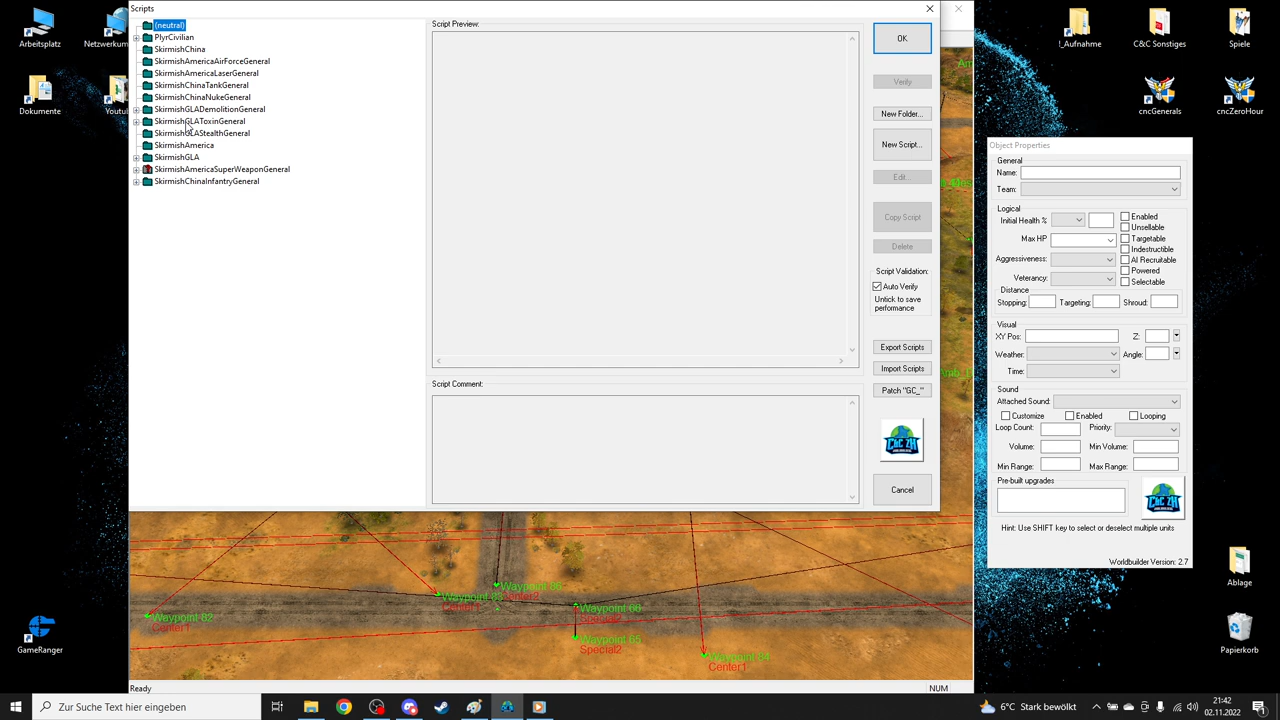 Scripts
(neutral)
PlyrCivilian
SkirmishChina
SkirmishAmericaAirForceGeneral
SkirmishAmericaLaserGeneral
SkirmishChinaTankGeneral
SkirmishChinaNukeGeneral
SkirmishGLADemolitionGeneral
SkirmishGLAToxinGeneral
SkirmishGLAStealthGeneral
SkirmishAmerica
SkirmishGLA
SkirmishAmericaSuperWeaponGeneral
SkirmishChinaInfantryGeneral
Script Preview:
Script Comment:
OK
Verify
New Folder...
New Script...
Edit...
Copy Script
Delete
Script Validation:
Auto Verify
Untick to save
performance
Export Scripts
Import Scripts
Patch "GC_"
Cancel
Object Properties
General
Name:
Team:
Logical
Initial Health %
Enabled
Unsellable
Max HP
Targetable
Indestructible
Aggressiveness:
AI Recruitable
Powered
Veterancy:
Selectable
Distance
Stopping:
Targeting:
Shroud:
Visual
XY Pos:
Z:
Weather:
Angle:
Time:
Sound
Attached Sound:
Customize
Enabled
Looping
Loop Count:
Priority:
Volume:
Min Volume:
Min Range:
Max Range:
Pre-built upgrades
Hint: Use SHIFT key to select or deselect multiple units
Worldbuilder Version: 2.7
Waypoint 82
Center1
Waypoint 83
Center1
Center2
Waypoint 66
Special2
Waypoint 65
Special2
Center1
Ready
NUM
Arbeitsplatz
Netzwerkum
Dokumente
Youtu
GameRanger
!_Aufnahme
C&C Sonstiges
Spiele
cncGenerals
cncZeroHour
Ablage
Papierkorb
Zur Suche Text hier eingeben
6°C Stark bewölkt
21:42
02.11.2022